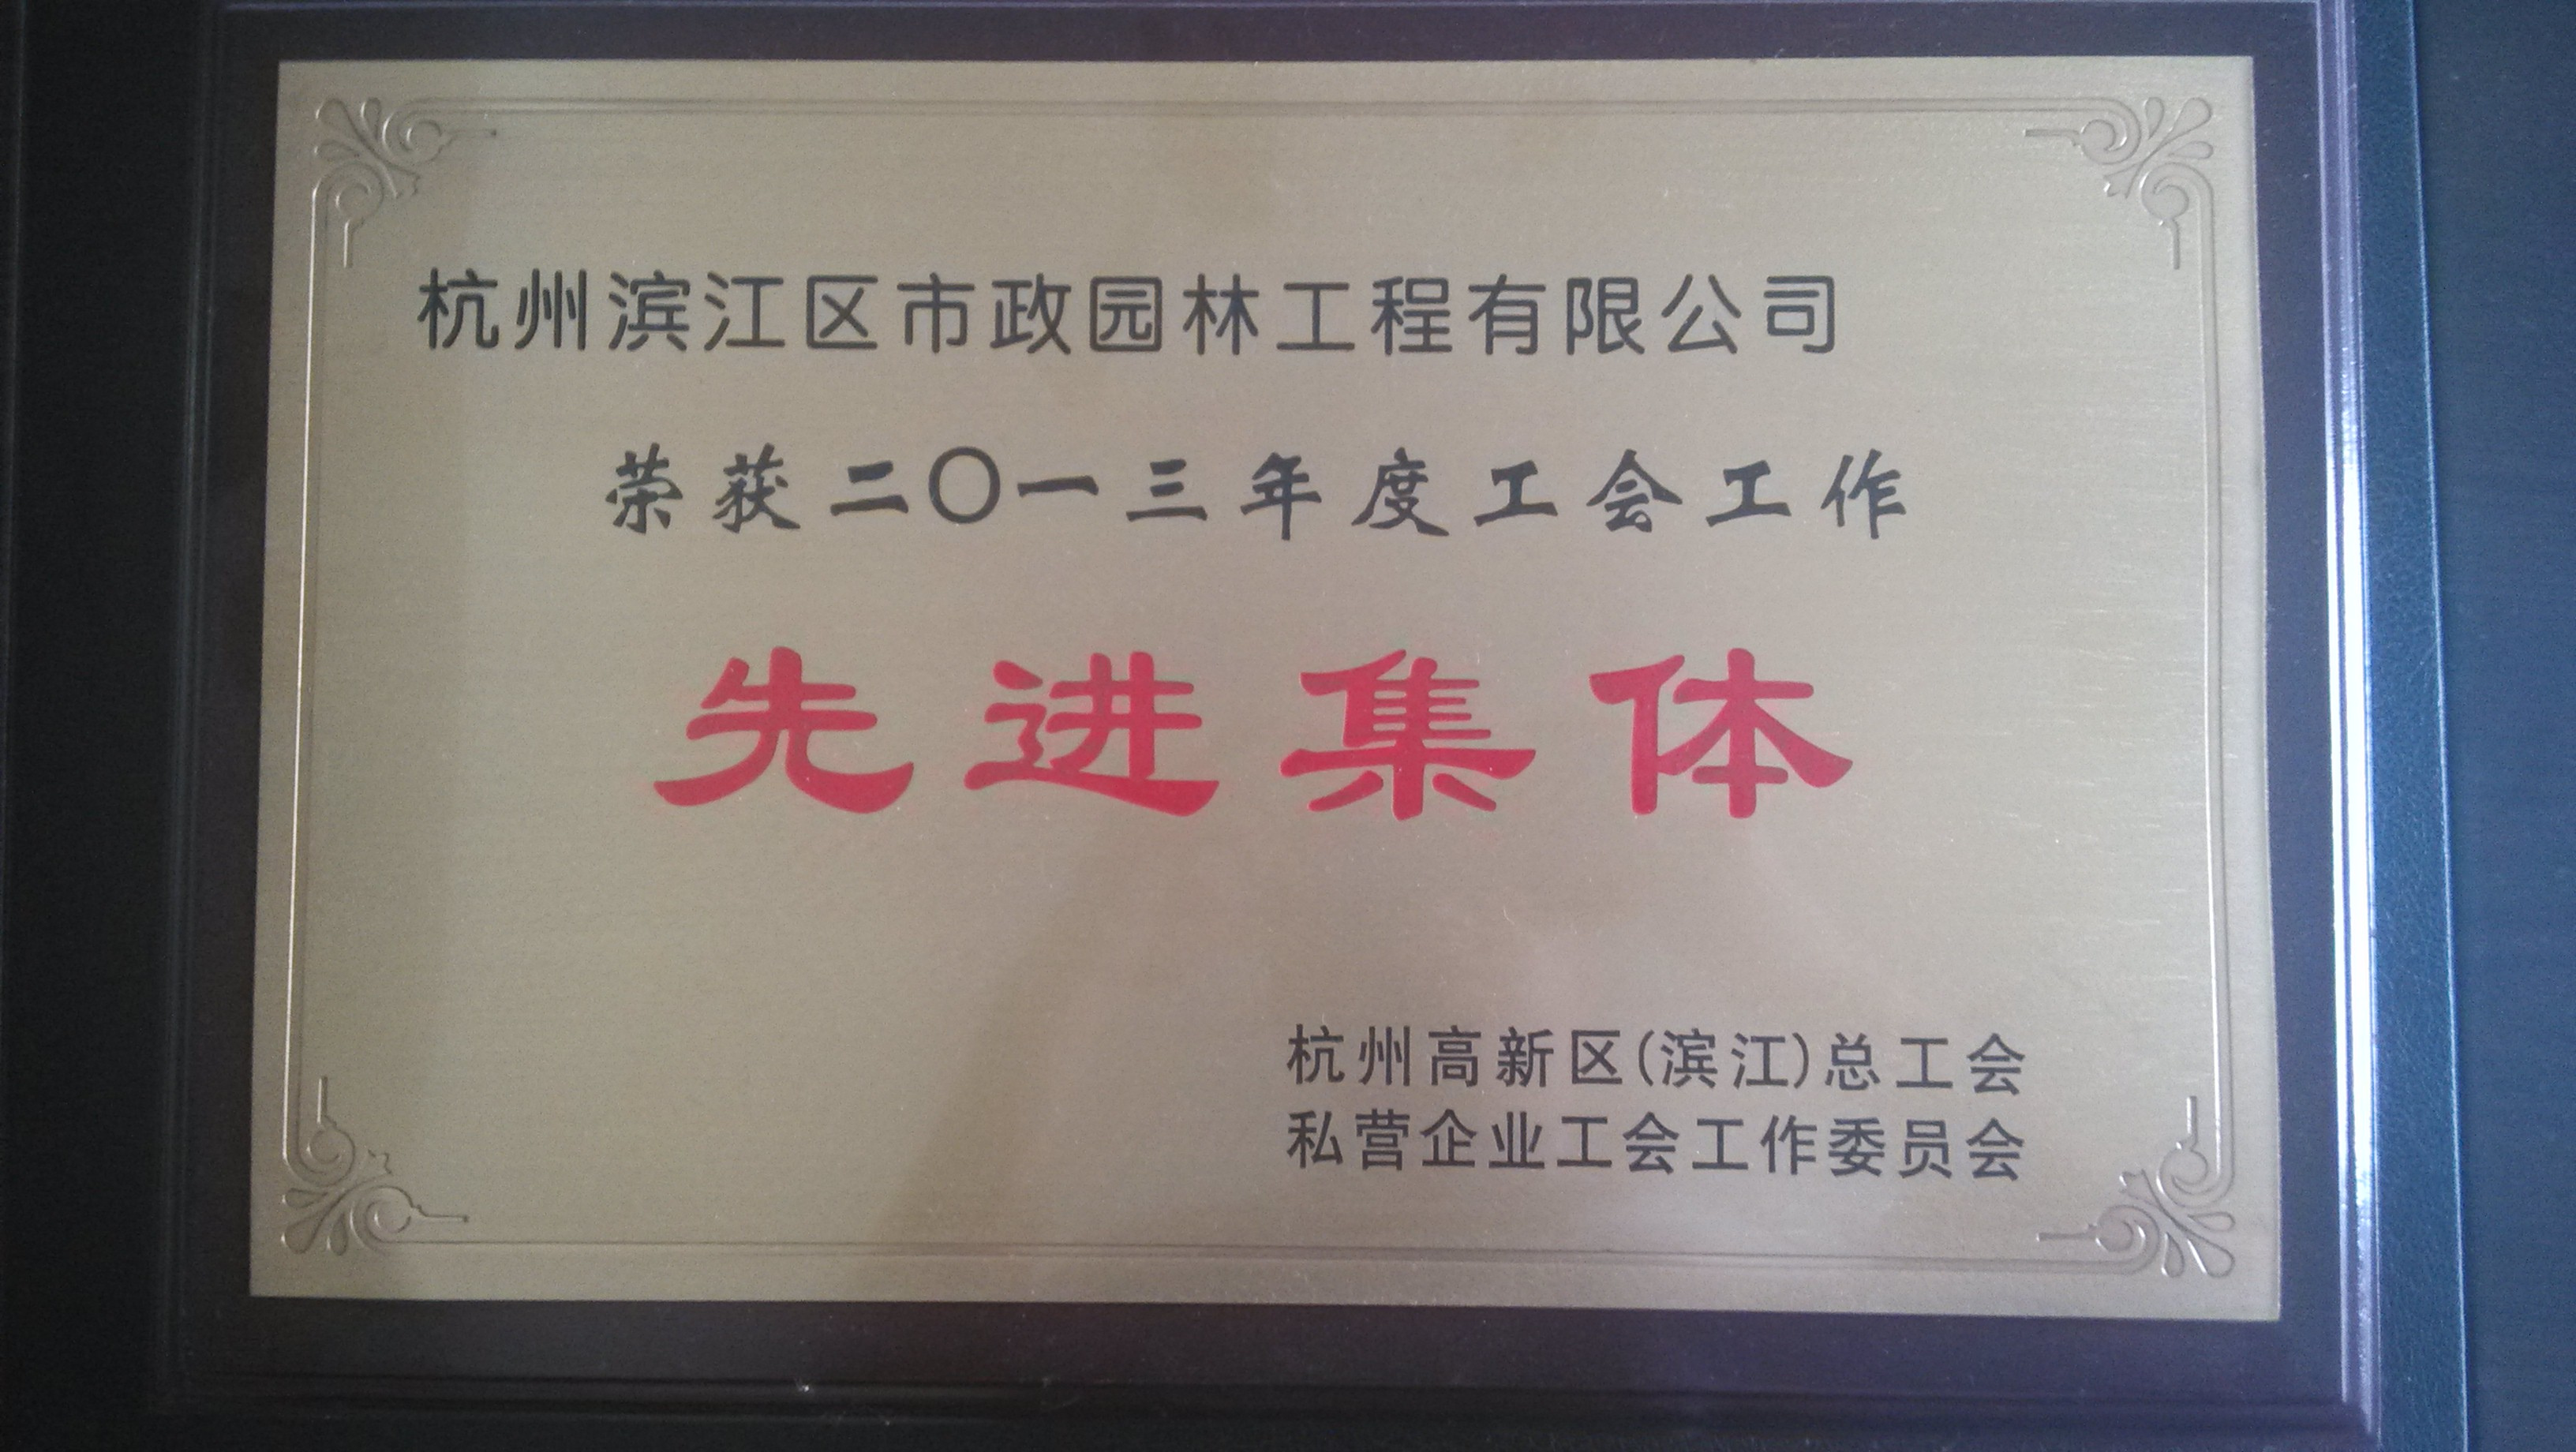 杭州滨江区市政园林工程有限公司
荣获二〇一三年度工会工作
先进集体
杭州高新区(滨江)总工会
私营企业工会工作委员会